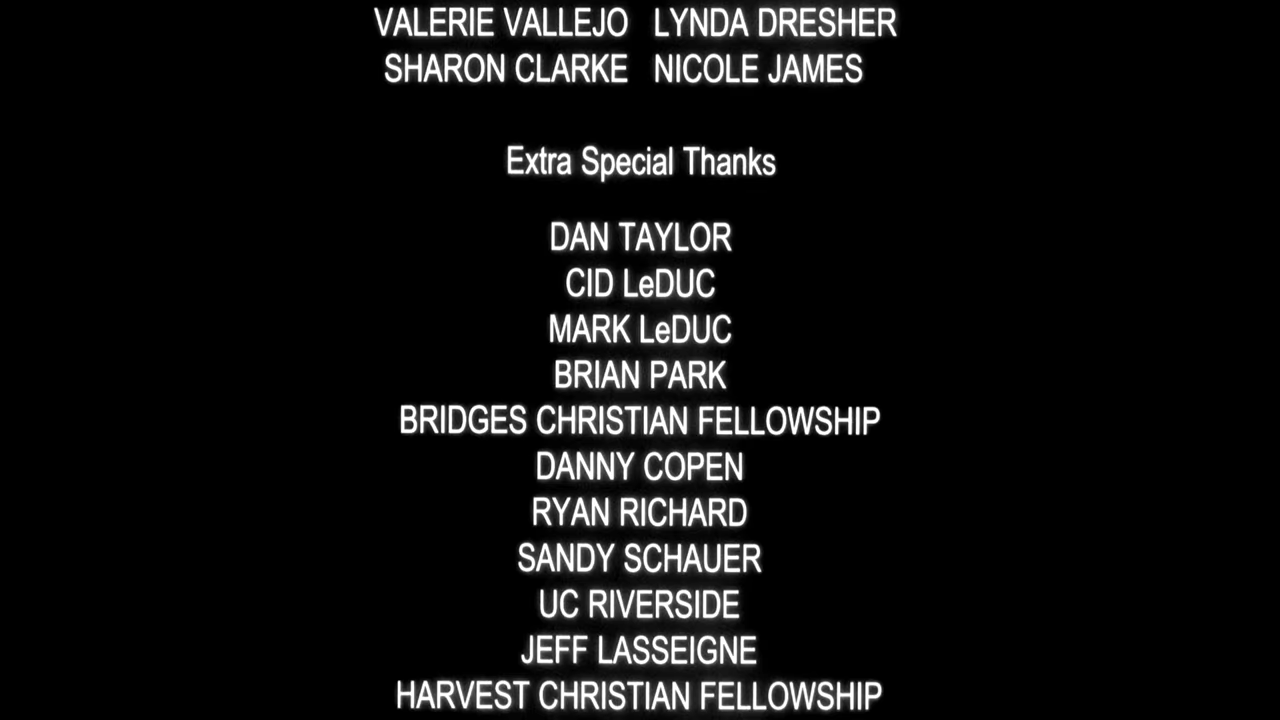 VALERIE VALLEJO LYNDA DRESHER
SHARON CLARKE NICOLE JAMES
Extra Special Thanks
DAN TAYLOR
CID LeDUC
MARK LeDUC
BRIAN PARK
BRIDGES CHRISTIAN FELLOWSHIP
DANNY COPEN
RYAN RICHARD
SANDY SCHAUER
UC RIVERSIDE
JEFF LASSEIGNE
HARVEST CHRISTIAN FELLOWSHIP